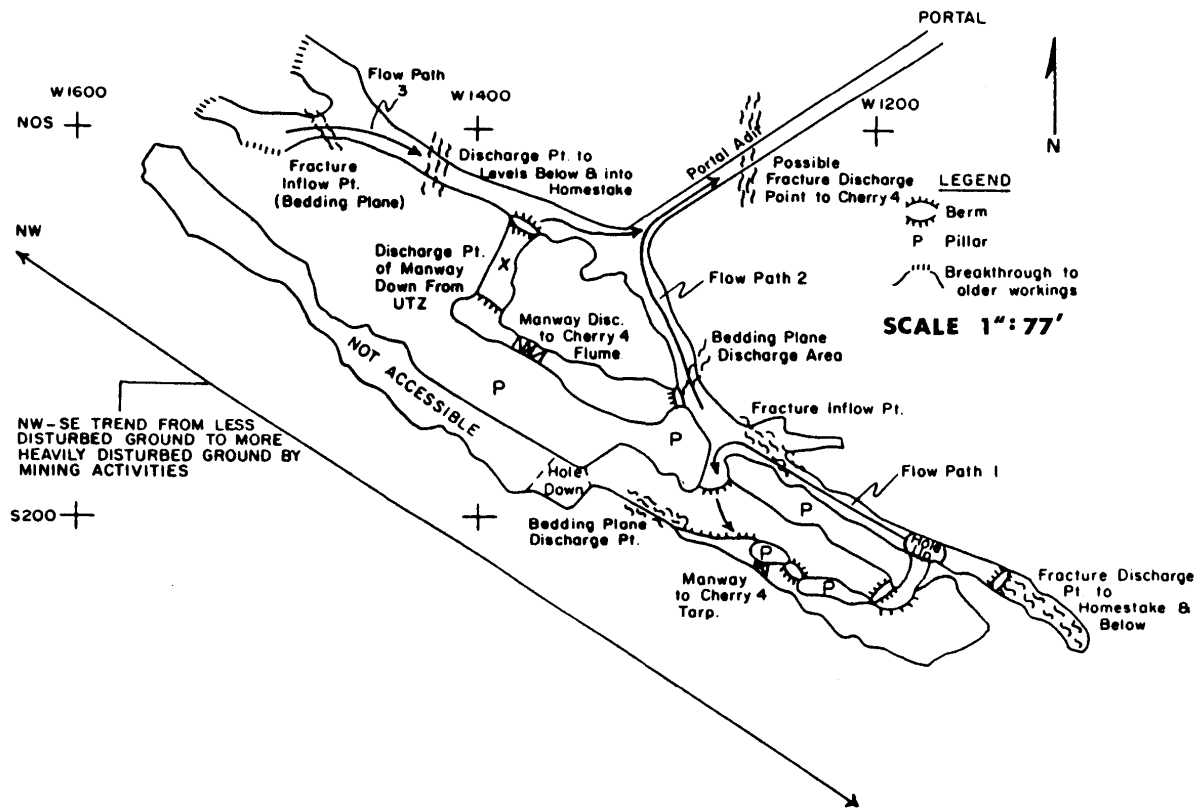 PORTAL
Flow Path
3
W1600
W1400
W1200
NOS
Portal Adit
N
Discharge Pt. to
Levels Below & into
Homestake
Possible
Fracture Discharge
Point to Cherry 4
Fracture
Inflow Pt.
(Bedding Plane)
LEGEND
Berm
P Pillar
Breakthrough to
older workings
SCALE 1": 77'
NW
Discharge Pt.
of Manway
Down From
UTZ
X
Flow Path 2
Manway Disc.
to Cherry 4
Flume
Bedding Plane
Discharge Area
NOT ACCESSIBLE
P
NW-SE TREND FROM LESS
DISTURBED GROUND TO MORE
HEAVILY DISTURBED GROUND BY
MINING ACTIVITIES
Fracture Inflow Pt.
P
Hole
Down
Flow Path 1
P
S200
Bedding Plane
Discharge Pt.
Hole
Up
P
P
Manway
to Cherry 4
Tarp.
Fracture Discharge
Pt. to
Homestake &
Below